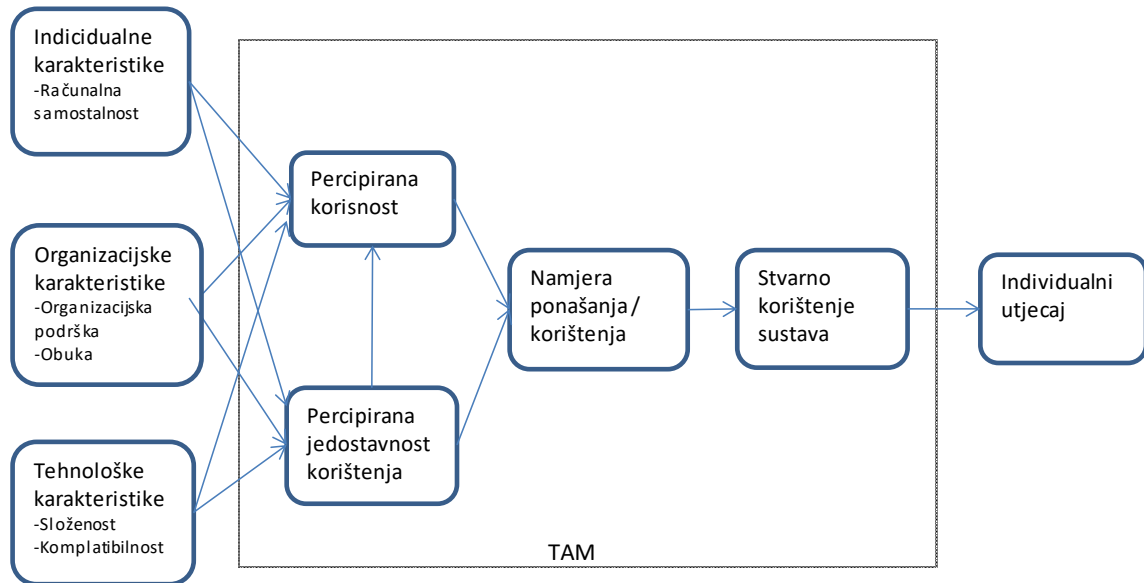 Indicidualne
karakteristike
-Računalna
samostalnost
Organizacijske
karakteristike
-Organizacijska
podrška
-Obuka
Tehnološke
karakteristike
-Složenost
-Komplatibilnost
Percipirana
korisnost
Percipirana
jedostavnost
korištenja
Namjera
ponašanja/
korištenja
Stvarno
korištenje
sustava
Individualni
utjecaj
TAM